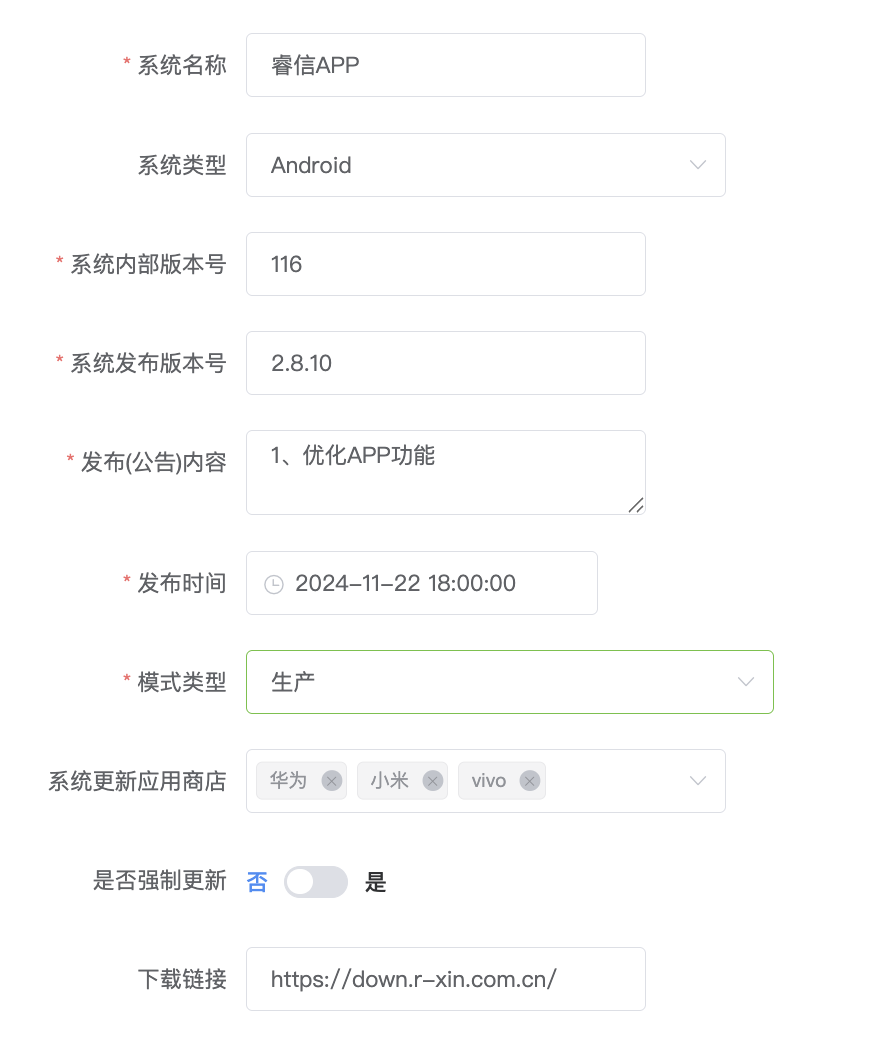 * 系统名称 睿信APP
系统类型 Android
* 系统内部版本号 116
* 系统发布版本号 2.8.10
* 发布(公告)内容 1、优化APP功能
* 发布时间 2024-11-22 18:00:00
* 模式类型 生产
系统更新应用商店 华为 小米 vivo
是否强制更新 否 是
下载链接 https://down.r-xin.com.cn/